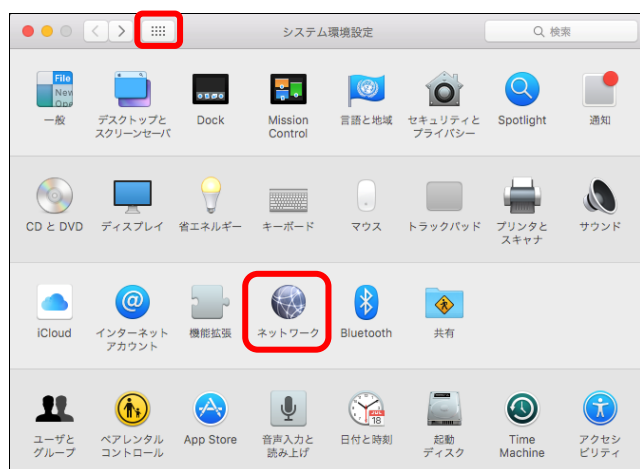 システム環境設定
検索
File
New
Ope
一般
デスクトップと
スクリーンセーバ
Dock
Mission
Control
言語と地域
セキュリティと
プライバシー
Spotlight
通知
CD と DVD
ディスプレイ
省エネルギー
キーボード
マウス
トラックパッド
プリンタと
スキャナ
サウンド
iCloud
@
インターネット
アカウント
機能拡張
ネットワーク
Bluetooth
共有
ユーザと
グループ
ペアレンタル
コントロール
App Store
音声入力と
読み上げ
JUL
18
日付と時刻
起動
ディスク
Time
Machine
アクセシ
ビリティ